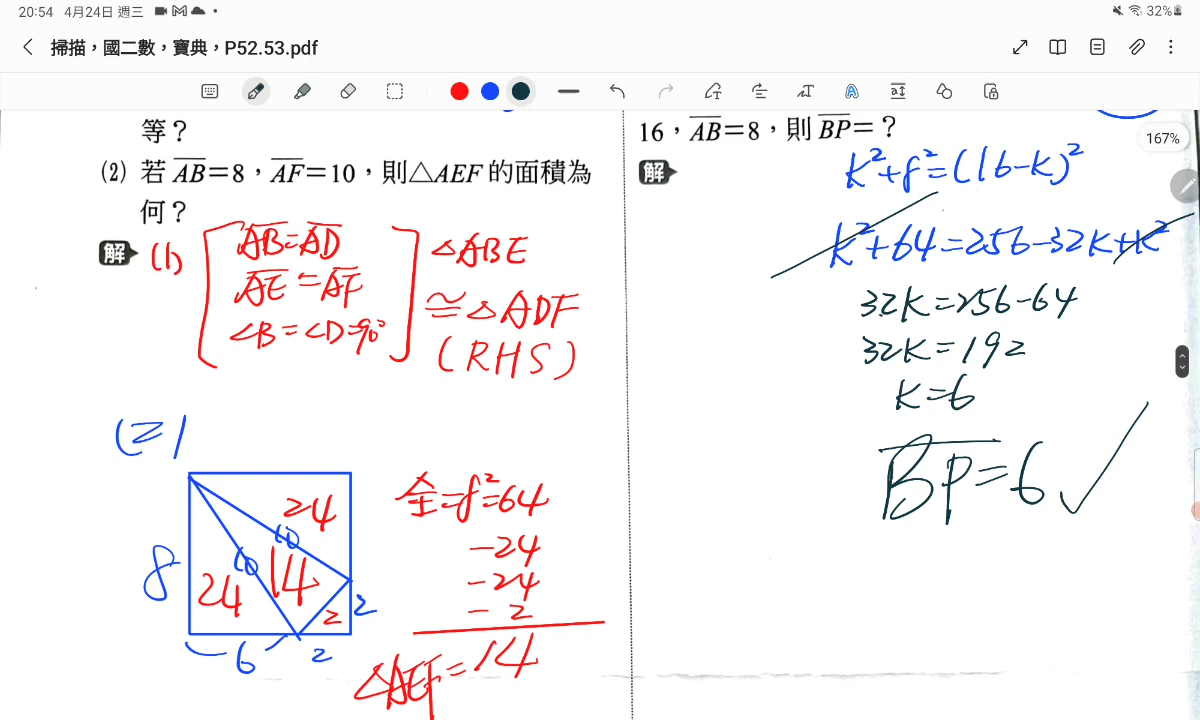 20:54 4月24日 週三 32%
掃描，國二數，寶典，P52.53.pdf
167%
等？
(2) 若 AB=8，AF=10，則△AEF 的面積為
何？
解 (1)
AB=AD
AE=AF
∠B=∠D=90°
△ABE
≅△ADF
(RHS)
(2)
24
10
10
8
24
14
2
2
6
2
全=8²=64
-24
-24
-2
△AEF=14
16，AB=8，則 BP=？
解
K²+8²=(16-K)²
K²+64=256-32K+K²
32K=256-64
32K=192
K=6
BP=6